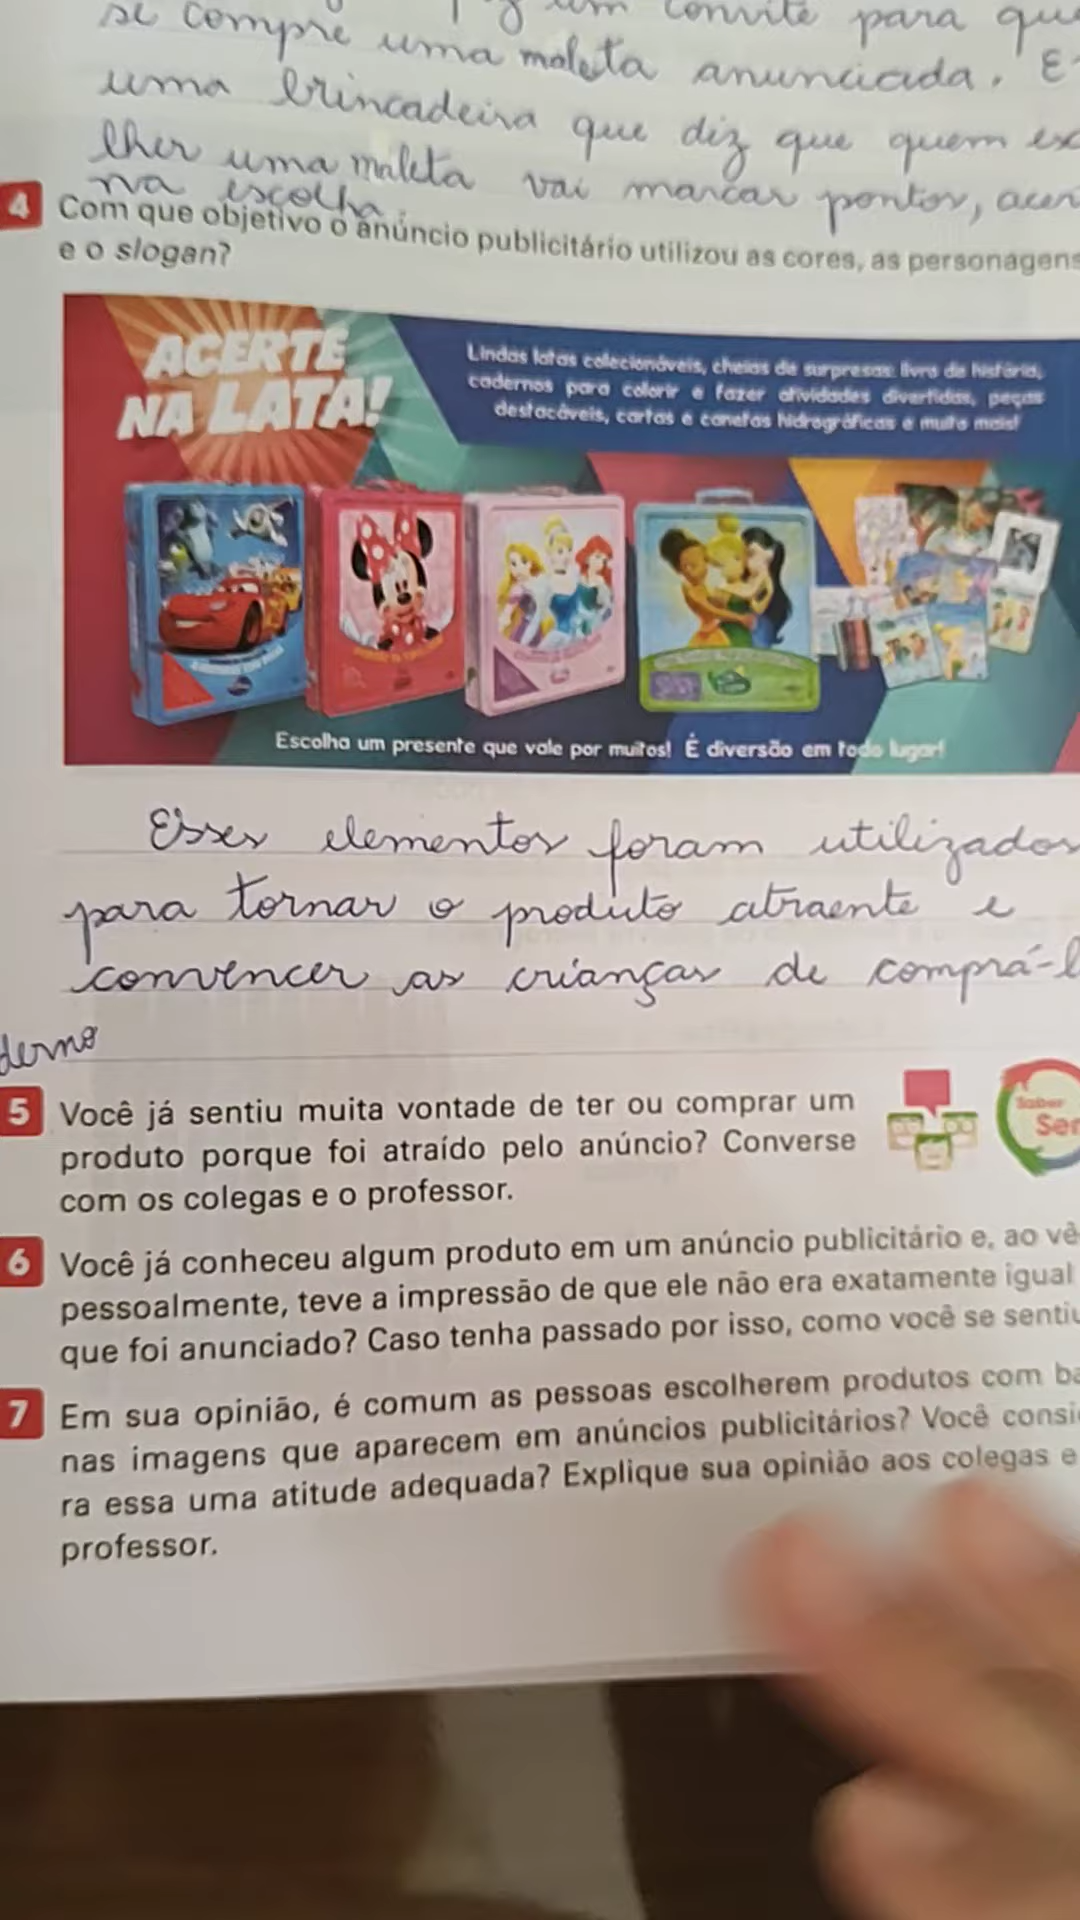 se compre uma maleta anunciada. E
um convite para que
uma brincadeira que diz que quem esc
lher uma maleta vai marcar pontos, acer
na escolha.
4 Com que objetivo o anúncio publicitário utilizou as cores, as personagens
e o slogan?
ACERTE
NA LATA!
Lindas latas colecionáveis, cheias de surpresas: livro de história,
cadernos para colorir e fazer atividades divertidas, peças
destacáveis, cartas e canetas hidrográficas e muito mais!
Escolha um presente que vale por muitos! É diversão em todo lugar!
Esses elementos foram utilizados
para tornar o produto atraente e
convencer as crianças de comprá-l
derno
5 Você já sentiu muita vontade de ter ou comprar um
produto porque foi atraído pelo anúncio? Converse
com os colegas e o professor.
Saber
Ser
6 Você já conheceu algum produto em um anúncio publicitário e, ao vê-
pessoalmente, teve a impressão de que ele não era exatamente igual
que foi anunciado? Caso tenha passado por isso, como você se sentiu
7 Em sua opinião, é comum as pessoas escolherem produtos com ba
nas imagens que aparecem em anúncios publicitários? Você consi
ra essa uma atitude adequada? Explique sua opinião aos colegas e
professor.